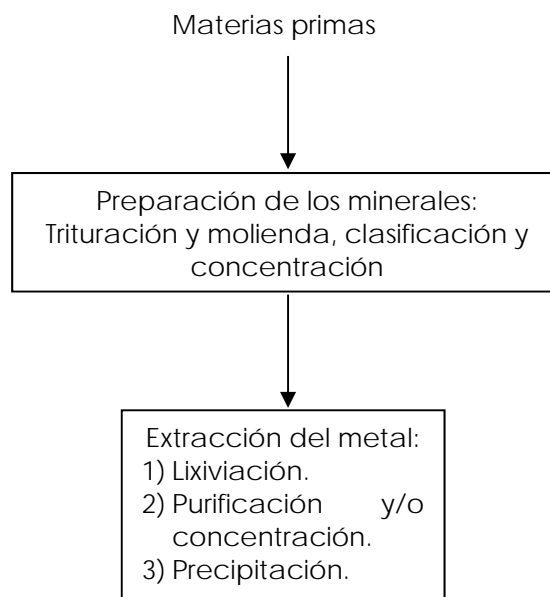 Materias primas
Preparación de los minerales:
Trituración y molienda, clasificación y
concentración
Extracción del metal:
1) Lixiviación.
2) Purificación y/o
concentración.
3) Precipitación.